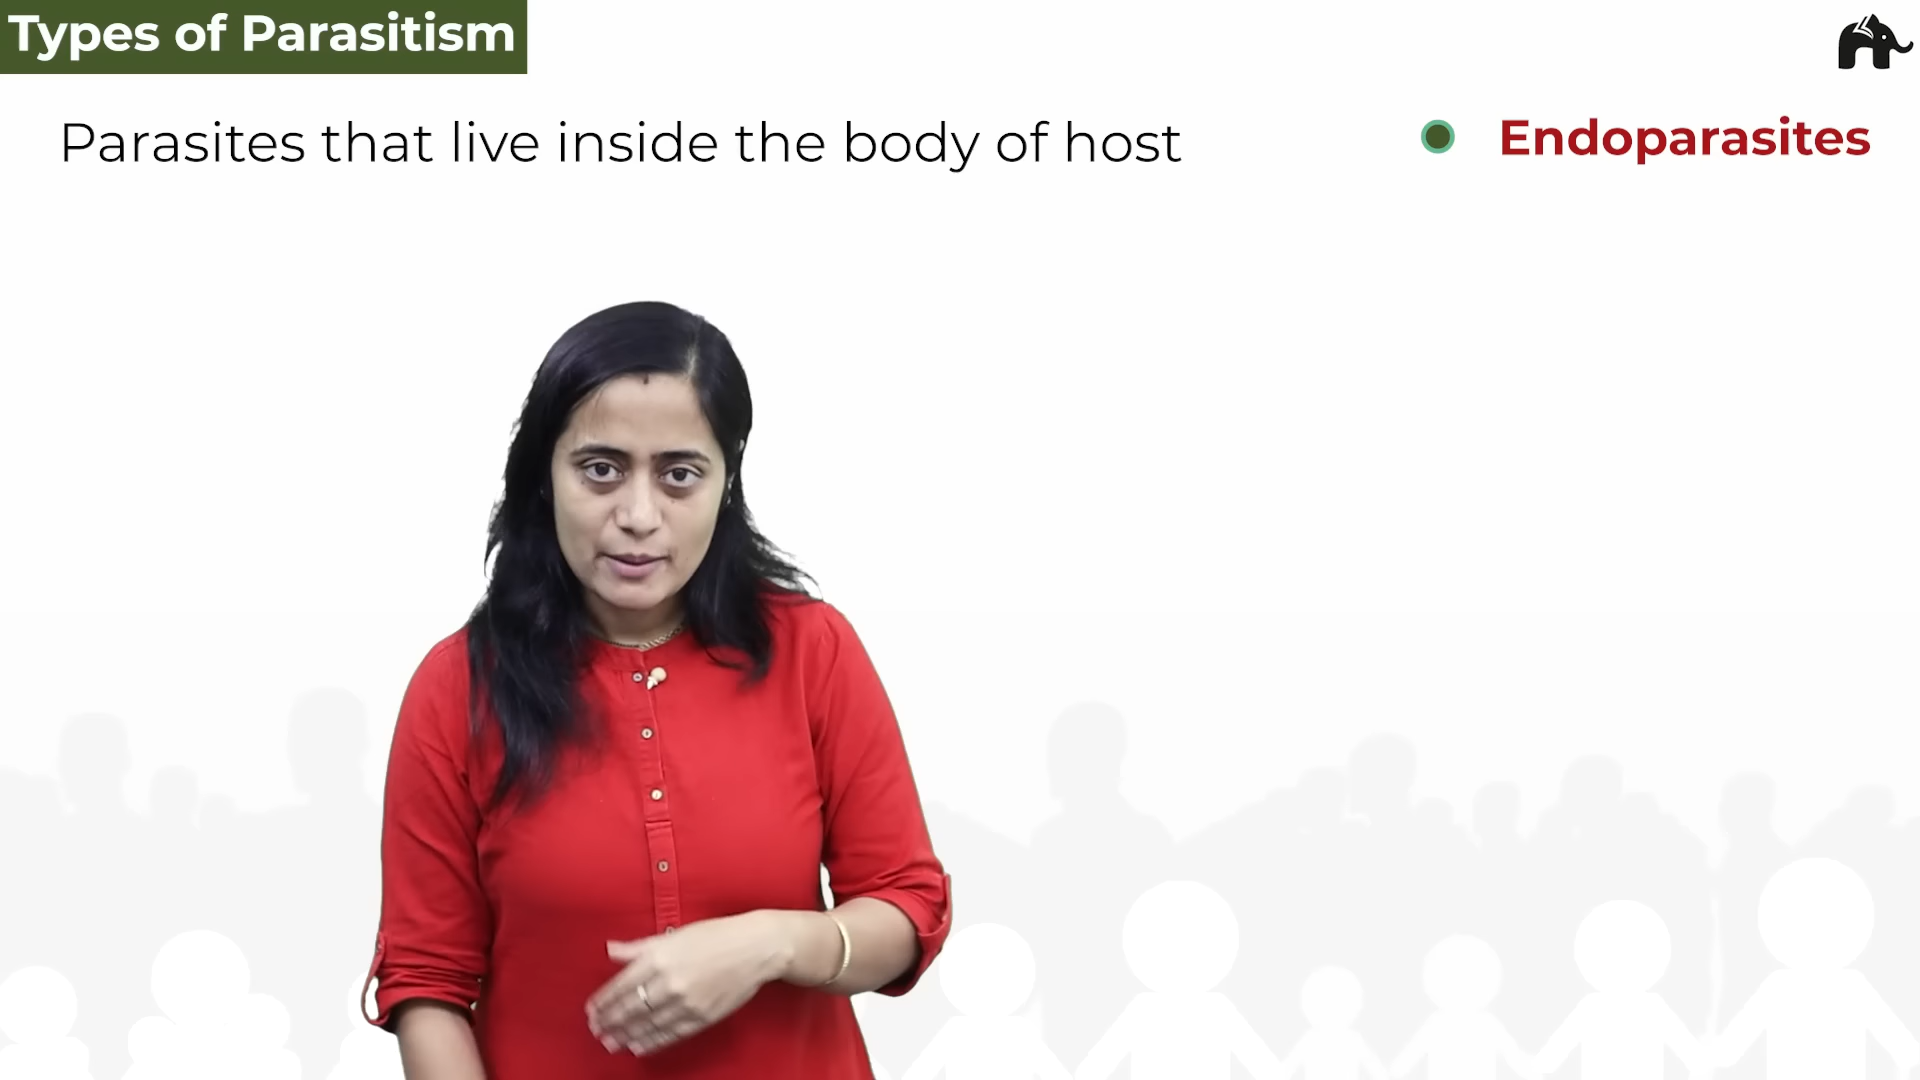 Types of Parasitism
Parasites that live inside the body of host
Endoparasites